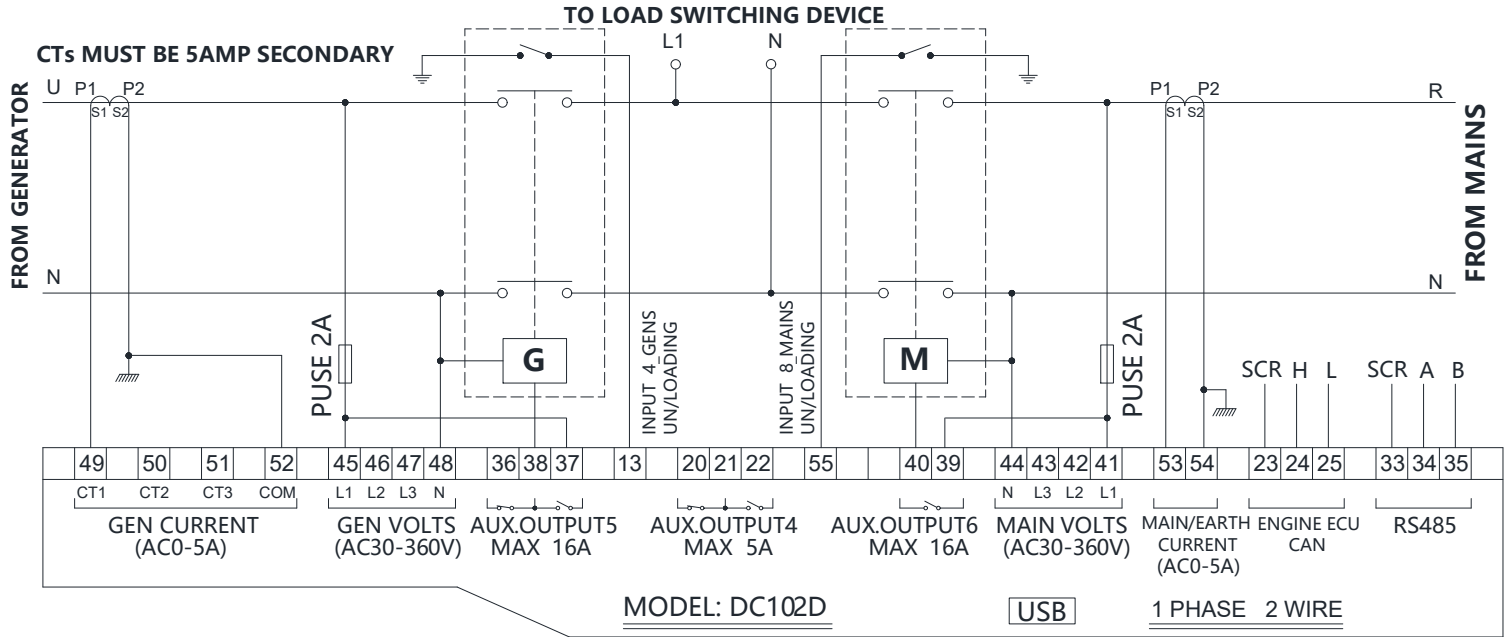 TO LOAD SWITCHING DEVICE
CTs MUST BE 5AMP SECONDARY
L1 N
FROM GENERATOR
U P1 P2
S1 S2
P1 P2 R
S1 S2
FROM MAINS
N
N
PUSE 2A
G
INPUT 4_GENS
UN/LOADING
INPUT 8_MAINS
UN/LOADING
M
PUSE 2A
SCR H L
SCR A B
49 50 51 52 45 46 47 48 36 38 37 13 20 21 22 55 40 39 44 43 42 41 53 54 23 24 25 33 34 35
CT1 CT2 CT3 COM L1 L2 L3 N N L3 L2 L1
GEN CURRENT
(AC0-5A)
GEN VOLTS
(AC30-360V)
AUX.OUTPUT5
MAX 16A
AUX.OUTPUT4
MAX 5A
AUX.OUTPUT6
MAX 16A
MAIN VOLTS
(AC30-360V)
MAIN/EARTH
CURRENT
(AC0-5A)
ENGINE ECU
CAN
RS485
MODEL: DC102D
USB
1 PHASE 2 WIRE